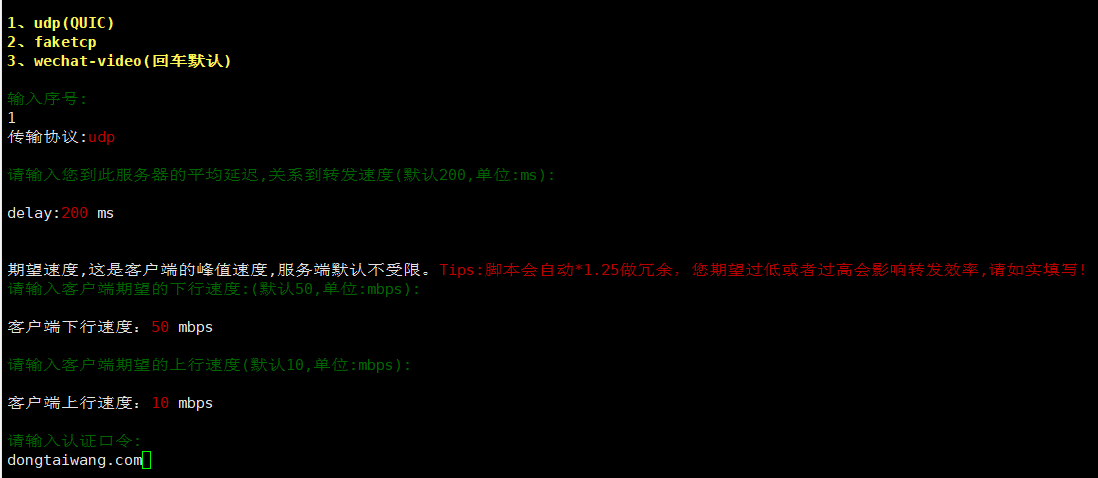 1、udp(QUIC)
2、faketcp
3、wechat-video(回车默认)
输入序号:
1
传输协议:udp
请输入您到此服务器的平均延迟,关系到转发速度(默认200,单位:ms):
delay:200 ms
期望速度,这是客户端的峰值速度,服务端默认不受限。Tips:脚本会自动*1.25做冗余，您期望过低或者过高会影响转发效率,请如实填写!
请输入客户端期望的下行速度:(默认50,单位:mbps):
客户端下行速度：50 mbps
请输入客户端期望的上行速度(默认10,单位:mbps):
客户端上行速度：10 mbps
请输入认证口令:
dongtaiwang.com